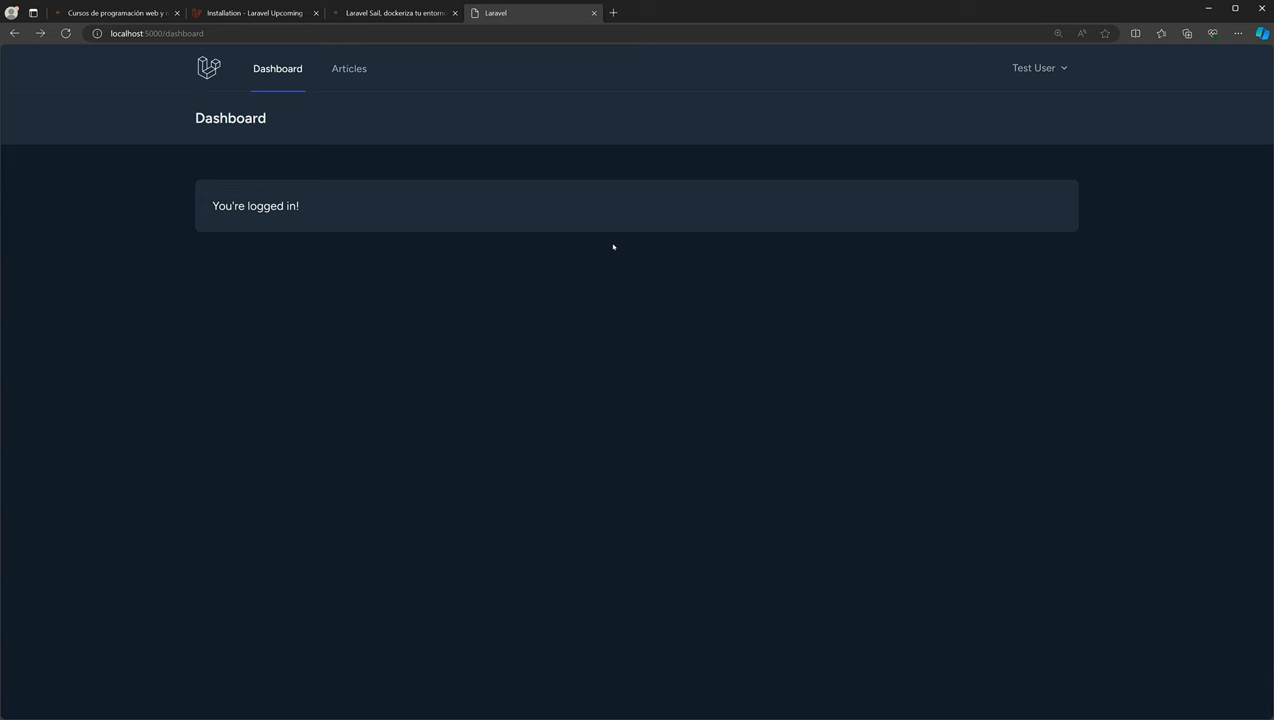 Cursos de programación web y
Installation - Laravel Upcoming
Laravel Sail, dockeriza tu entorno
Laravel
localhost:5000/dashboard
Dashboard
Articles
Test User
Dashboard
You're logged in!